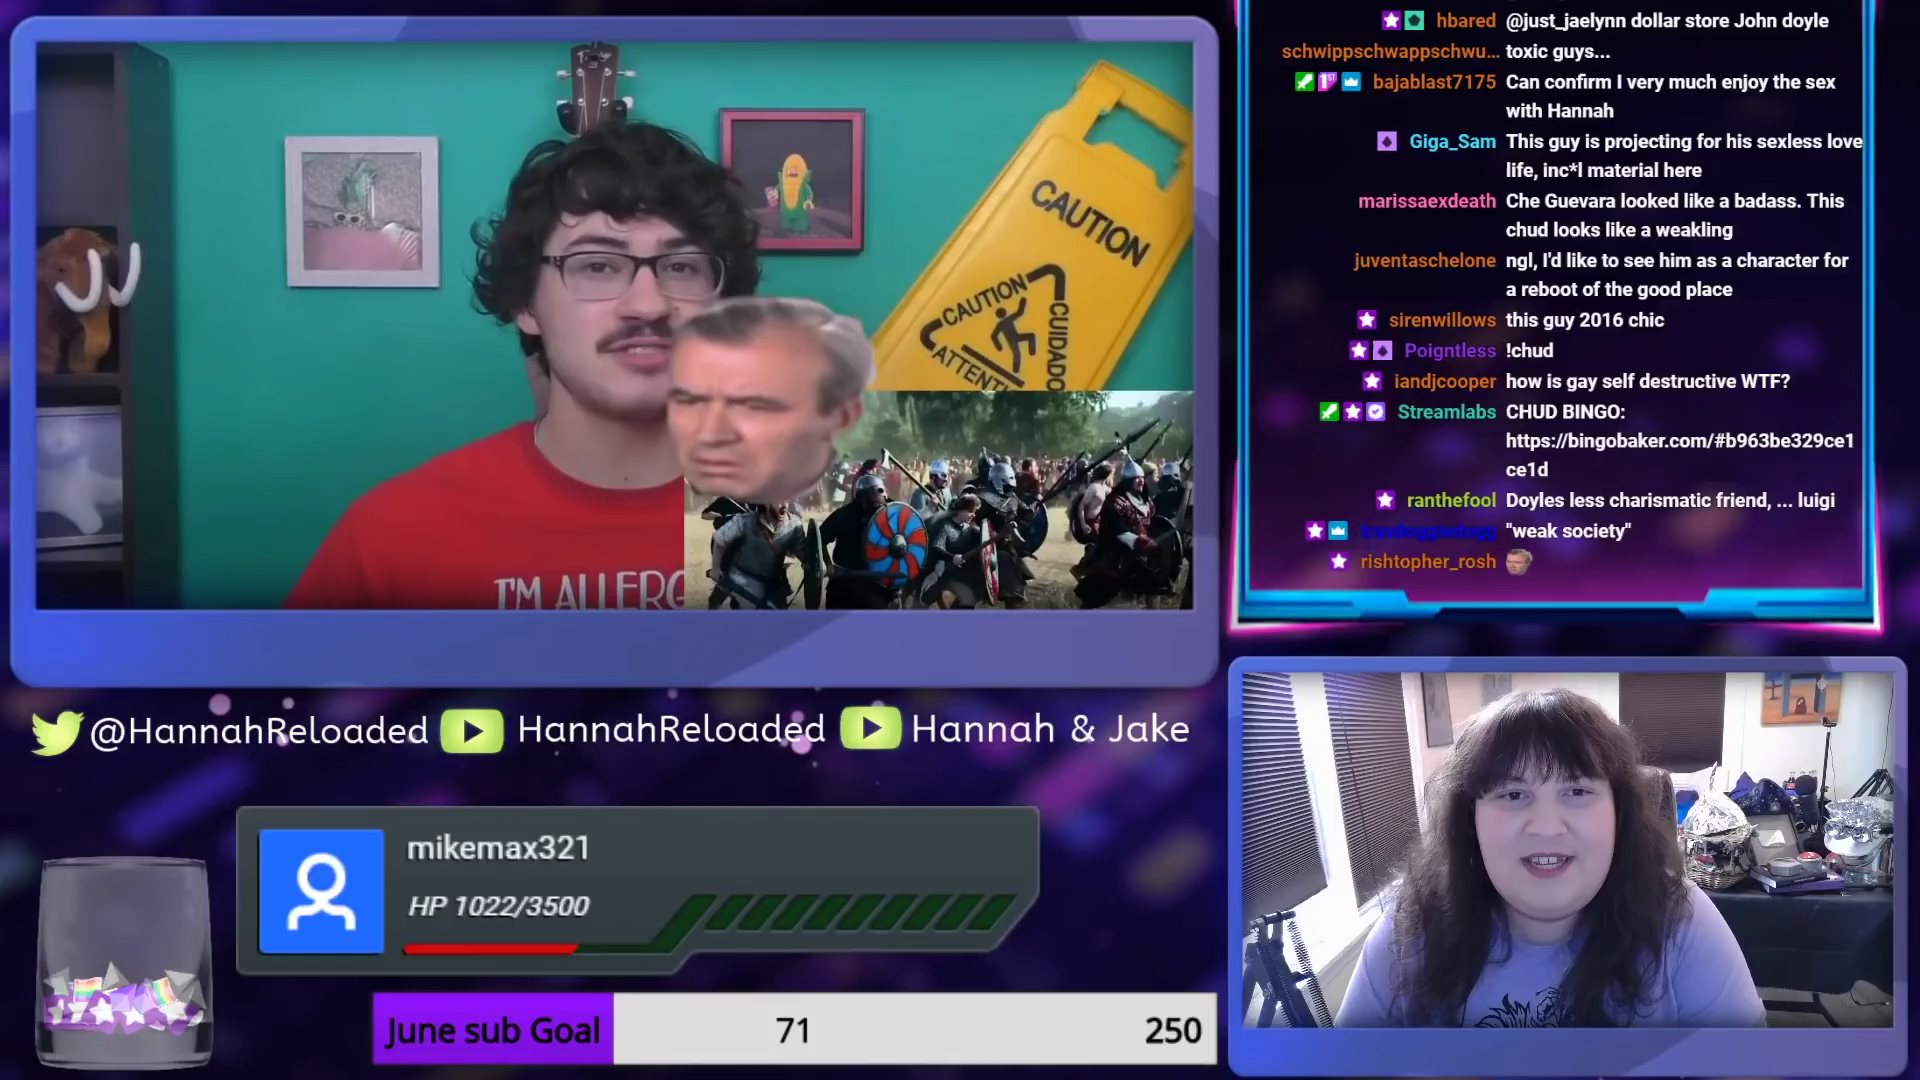 CAUTION
CAUTION
CUIDADO
ATTENTI
I'M ALLERG
hbared @just_jaelynn dollar store John doyle
schwippschwappschwu... toxic guys...
bajablast7175 Can confirm I very much enjoy the sex
with Hannah
Giga_Sam This guy is projecting for his sexless love
life, inc*l material here
marissaexdeath Che Guevara looked like a badass. This
chud looks like a weakling
juventaschelone ngl, I'd like to see him as a character for
a reboot of the good place
sirenwillows this guy 2016 chic
Poigntless !chud
iandjcooper how is gay self destructive WTF?
Streamlabs CHUD BINGO:
https://bingobaker.com/#b963be329ce1
ce1d
ranthefool Doyles less charismatic friend, ... luigi
"weak society"
rishtopher_rosh
@HannahReloaded HannahReloaded Hannah & Jake
mikemax321
HP 1022/3500
June sub Goal 71 250